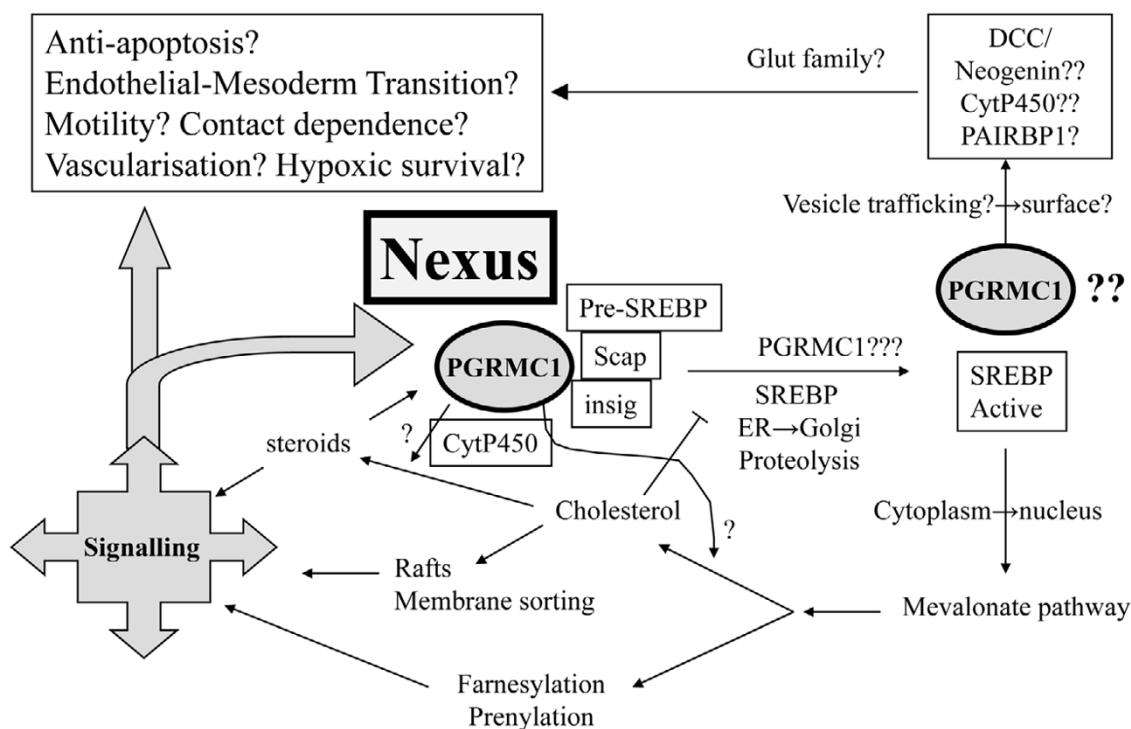 Anti-apoptosis?
Endothelial-Mesoderm Transition?
Motility? Contact dependence?
Vascularisation? Hypoxic survival?
Glut family?
DCC/
Neogenin??
CytP450??
PAIRBP1?
Vesicle trafficking?→surface?
Nexus
PGRMC1 ??
Pre-SREBP
PGRMC1
Scap
insig
CytP450
?
PGRMC1???
SREBP
ER→Golgi
Proteolysis
SREBP
Active
steroids
Cholesterol
?
Cytoplasm→nucleus
Signalling
Rafts
Membrane sorting
Mevalonate pathway
Farnesylation
Prenylation